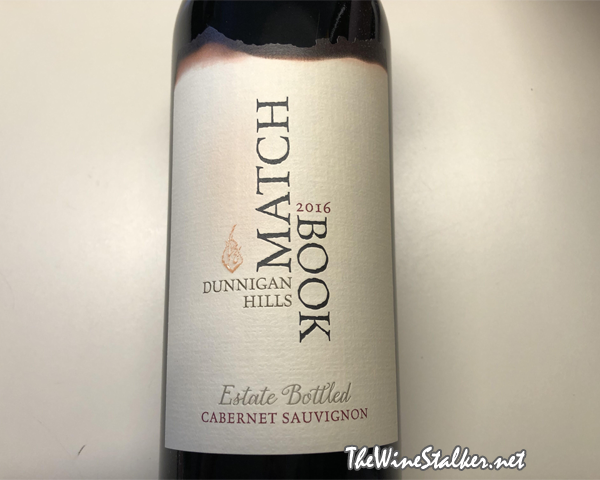 MATCH
2016
BOOK
DUNNIGAN
HILLS
Estate Bottled
CABERNET SAUVIGNON
TheWineStalker.net